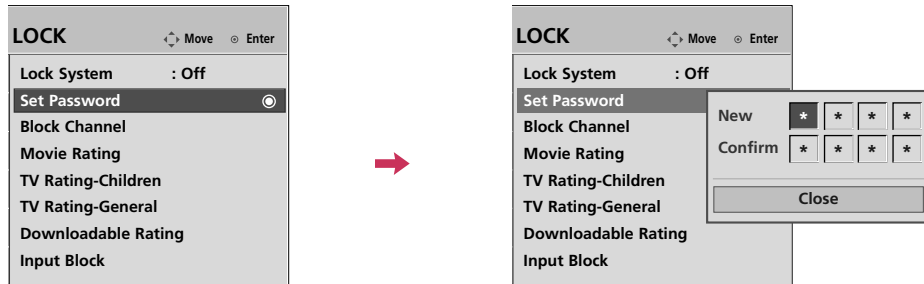 LOCK Move Enter
Lock System : Off
Set Password
Block Channel
Movie Rating
TV Rating-Children
TV Rating-General
Downloadable Rating
Input Block
LOCK Move Enter
Lock System : Off
Set Password
Block Channel
Movie Rating
TV Rating-Children
TV Rating-General
Downloadable Rating
Input Block
New * * * *
Confirm * * * *
Close